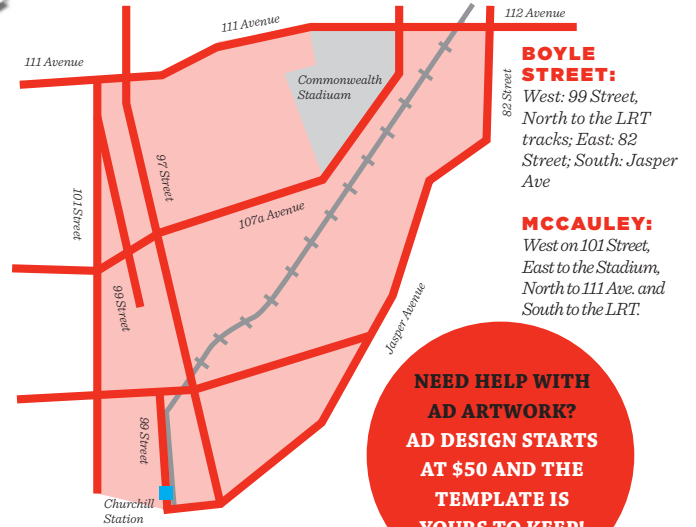 111 Avenue
112 Avenue
111 Avenue
Commonwealth
Stadiuam
82 Street
97 Street
101 Street
107a Avenue
99 Street
Jasper Avenue
99 Street
Churchill
Station
BOYLE
STREET:
West: 99 Street,
North to the LRT
tracks; East: 82
Street; South: Jasper
Ave
MCCAULEY:
West on 101 Street,
East to the Stadium,
North to 111 Ave. and
South to the LRT.
NEED HELP WITH
AD ARTWORK?
AD DESIGN STARTS
AT $50 AND THE
TEMPLATE IS
YOURS TO KEEP!